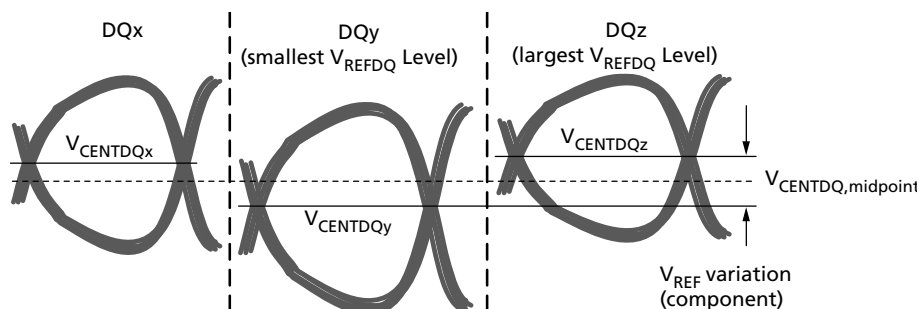 DQx
DQy
(smallest VREFDQ Level)
DQz
(largest VREFDQ Level)
VCENTDQx
VCENTDQy
VCENTDQz
VCENTDQ,midpoint
VREF variation
(component)